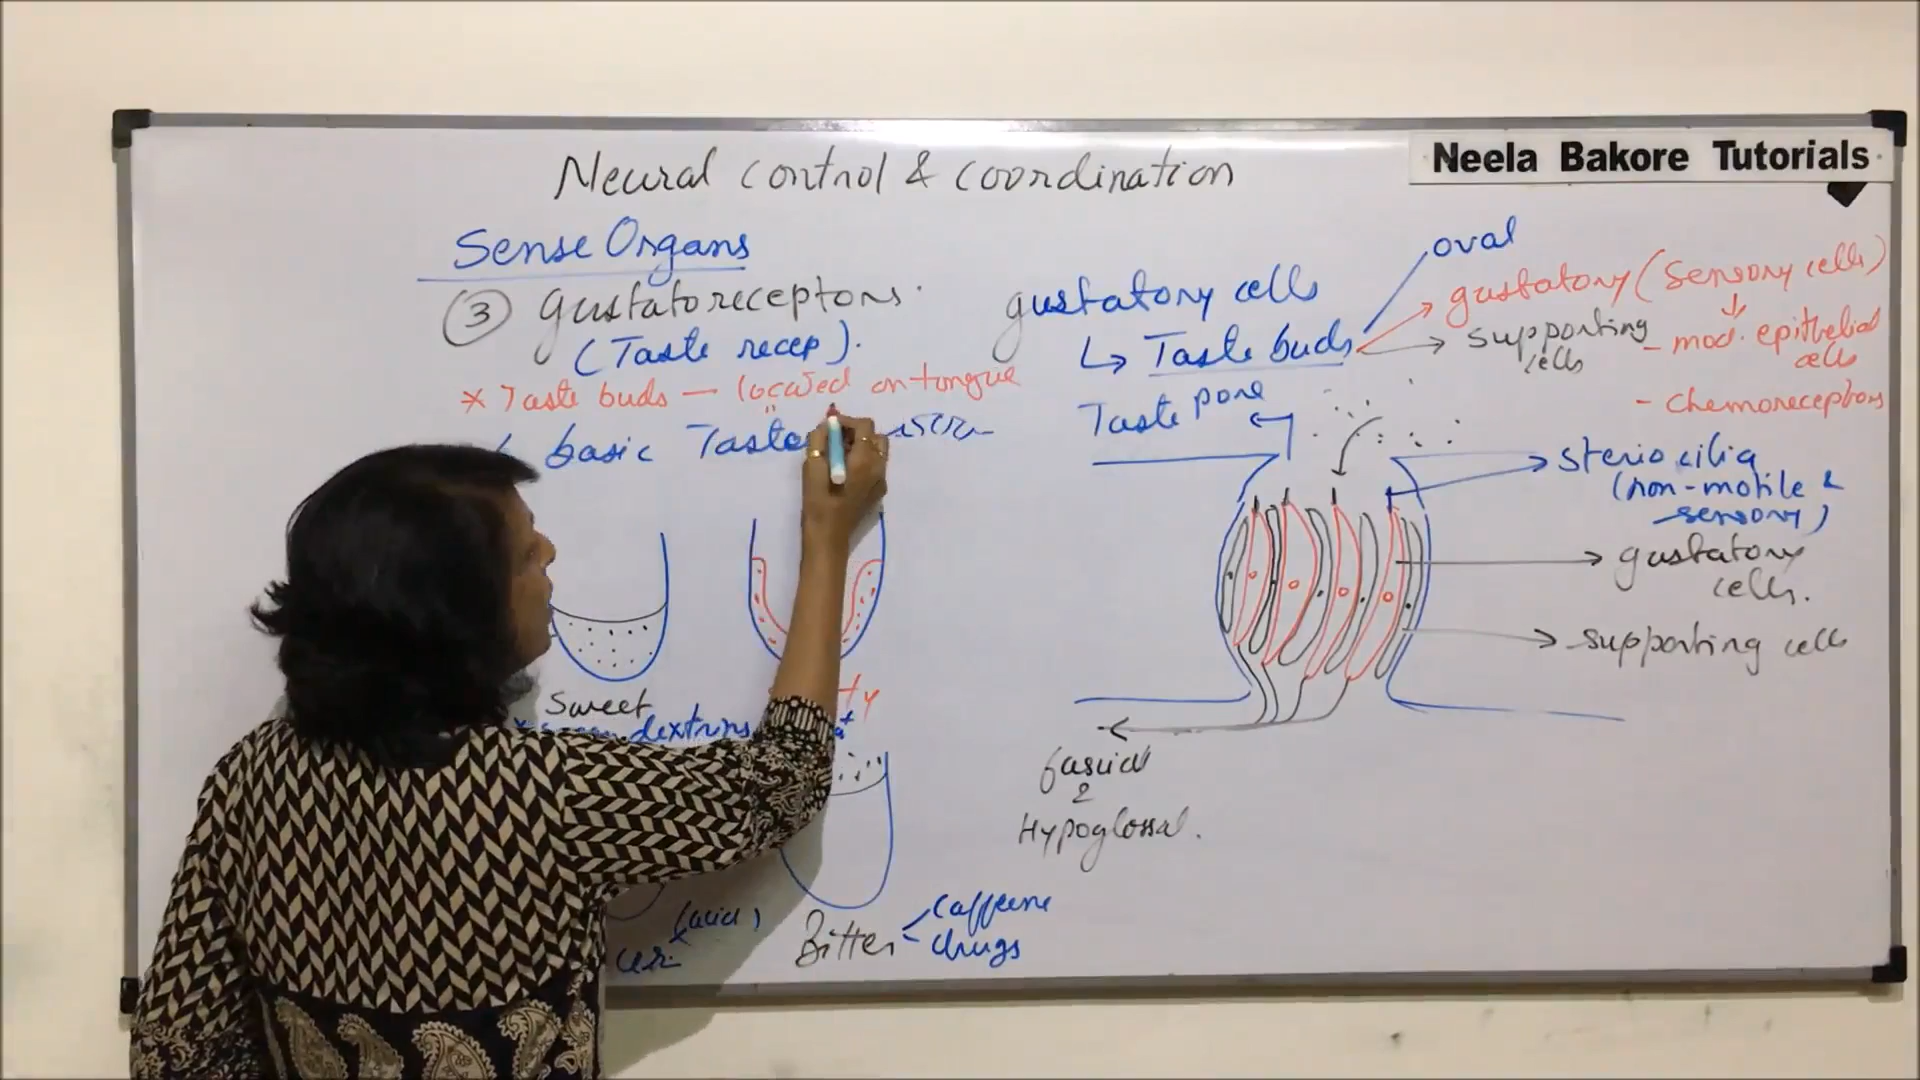 Neela Bakore Tutorials
Neural control & coordination
Sense Organs
③ Gustatoreceptors.
(Taste recep).
* Taste buds — located on tongue
basic Taste
Sweet
dextrins
(acid)
Bitter
Caffeine
drugs
gustatory cells
↳ Taste buds
oval
gustatory (sensory cells)
- mod. epithelial
cells
- chemoreceptors
supporting
cells
Taste pore
sterio cilia
(non-motile &
sensory)
gustatory
cells.
supporting cells
fascial
&
Hypoglossal.